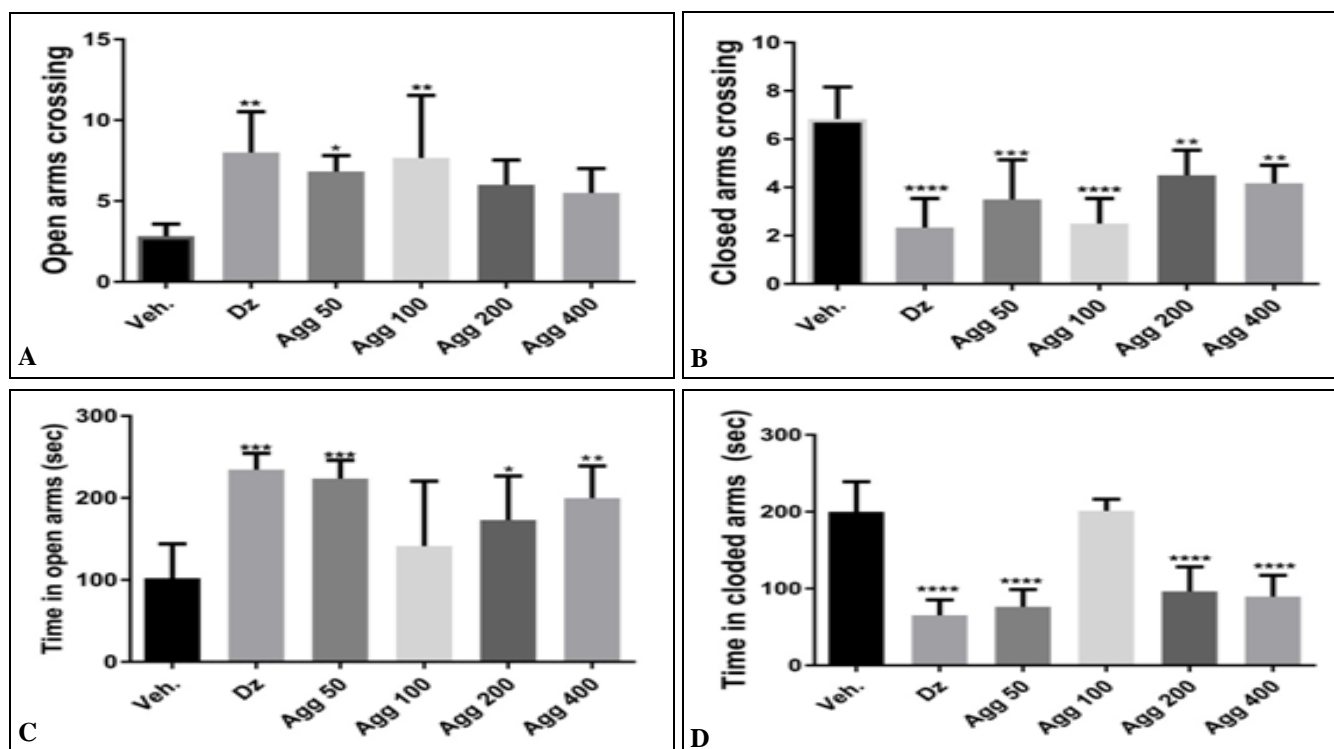 Open arms crossing
15
10
5
0
**
*
**
Veh.
Dz
Agg 50
Agg 100
Agg 200
Agg 400
A
Closed arms crossing
10
8
6
4
2
0
****
***
****
**
**
Veh.
Dz
Agg 50
Agg 100
Agg 200
Agg 400
B
Time in open arms (sec)
300
200
100
0
***
***
*
**
Veh.
Dz
Agg 50
Agg 100
Agg 200
Agg 400
C
Time in cloded arms (sec)
300
200
100
0
****
****
****
****
Veh.
Dz
Agg 50
Agg 100
Agg 200
Agg 400
D